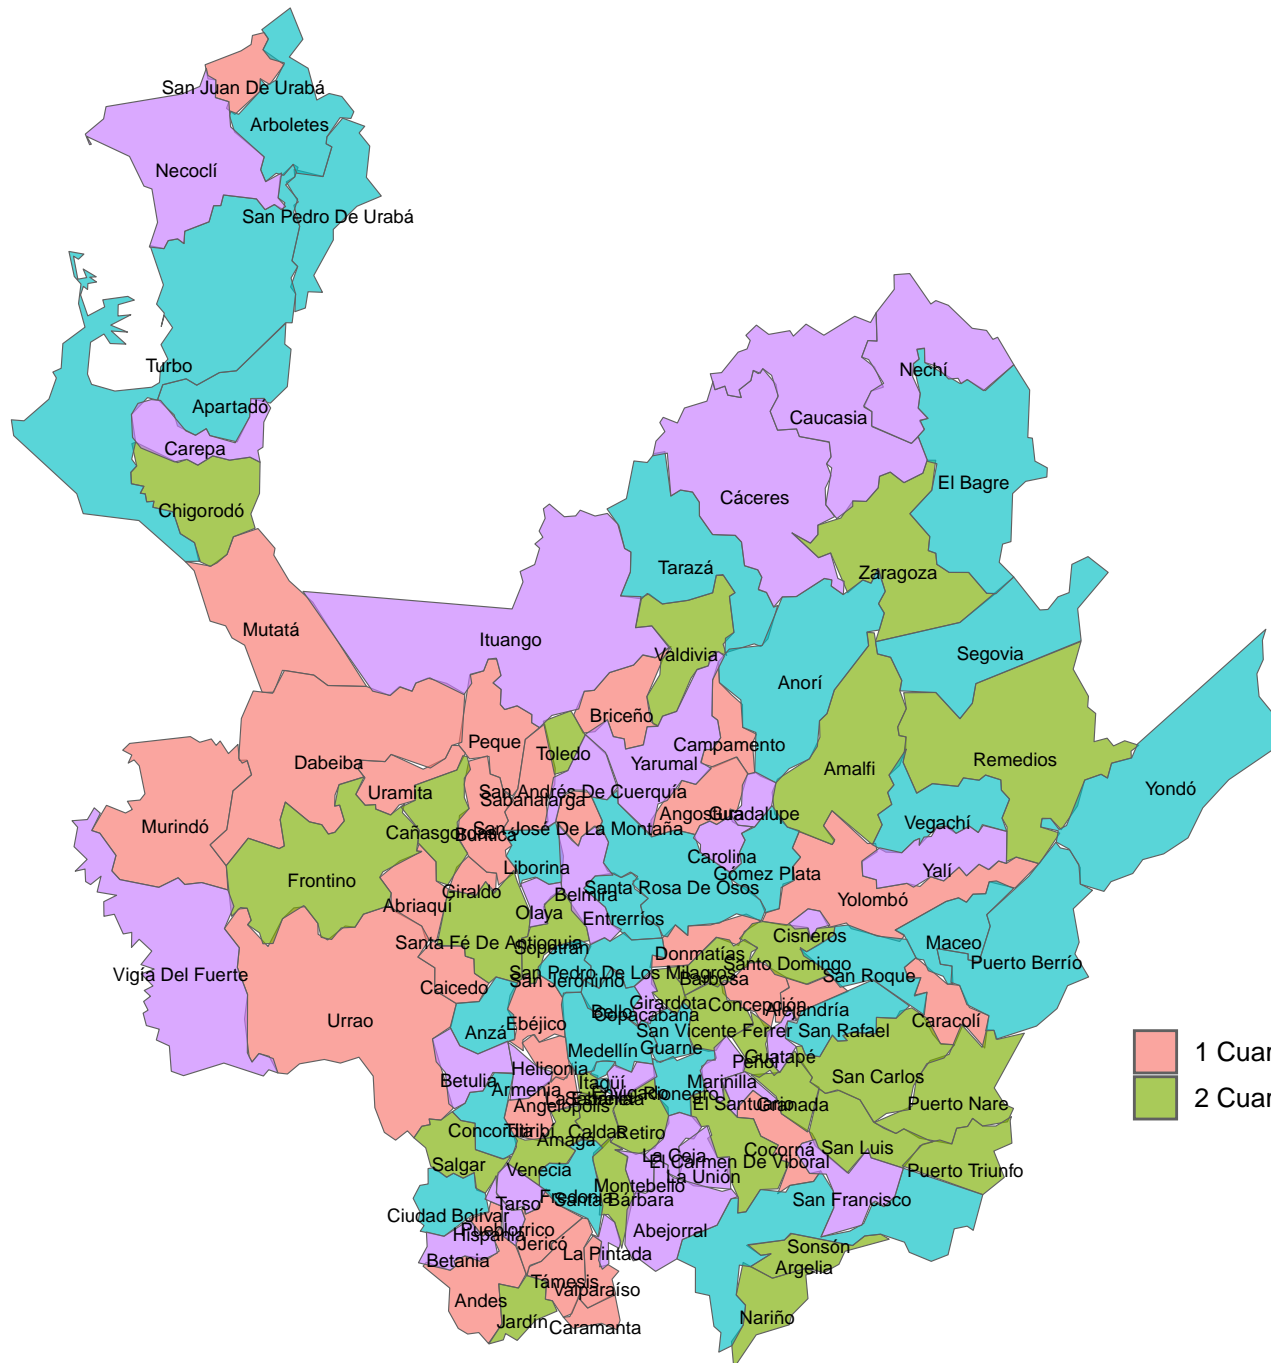 San Juan De Urabá
Arboletes
Necoclí
San Pedro De Urabá
Turbo
Nechí
Apartadó
Caucasia
Carepa
El Bagre
Cáceres
Chigorodó
Tarazá
Zaragoza
Mutatá
Ituango
Valdivia
Segovia
Anorí
Briceño
Peque
Campamento
Toledo
Dabeiba
Yarumal
Remedios
Amalfi
Yondó
Uramita
San Andrés De Cuerquía
Sabanalarga
Angostura
Guadalupe
Vegachí
Murindó
Cañasgordas
Buriticá
San José De La Montaña
Carolina
Liborina
Yalí
Gómez Plata
Frontino
Giraldo
Belmira
Santa Rosa De Osos
Yolombó
Abriaquí
Olaya
Entrerríos
Cisneros
Santa Fé De Antioquia
Sopetrán
Maceo
Donmatías
Santo Domingo
Puerto Berrío
Vigía Del Fuerte
San Pedro De Los Milagros
San Jerónimo
Barbosa
San Roque
Caicedo
Girardota
Concepción
Alejandría
Bello
Copacabana
Urrao
Ebéjico
Caracolí
Anzá
San Vicente Ferrer
San Rafael
Medellín
Guarne
1 Cuar
Guatapé
Peñol
Heliconia
San Carlos
Betulia
Armenia
Itagüí
Marinilla
Envigado
Rionegro
2 Cuar
La Estrella
Sabaneta
Angelópolis
El Santuario
Granada
Puerto Nare
Concordia
Titiribí
Amagá
Caldas
Retiro
San Luis
Cocorná
La Ceja
El Carmen De Viboral
Salgar
Venecia
Puerto Triunfo
La Unión
Montebello
Fredonia
Santa Bárbara
San Francisco
Tarso
Ciudad Bolívar
Pueblorrico
Abejorral
Hispania
Jericó
La Pintada
Sonsón
Betania
Argelia
Támesis
Valparaíso
Andes
Nariño
Jardín
Caramanta